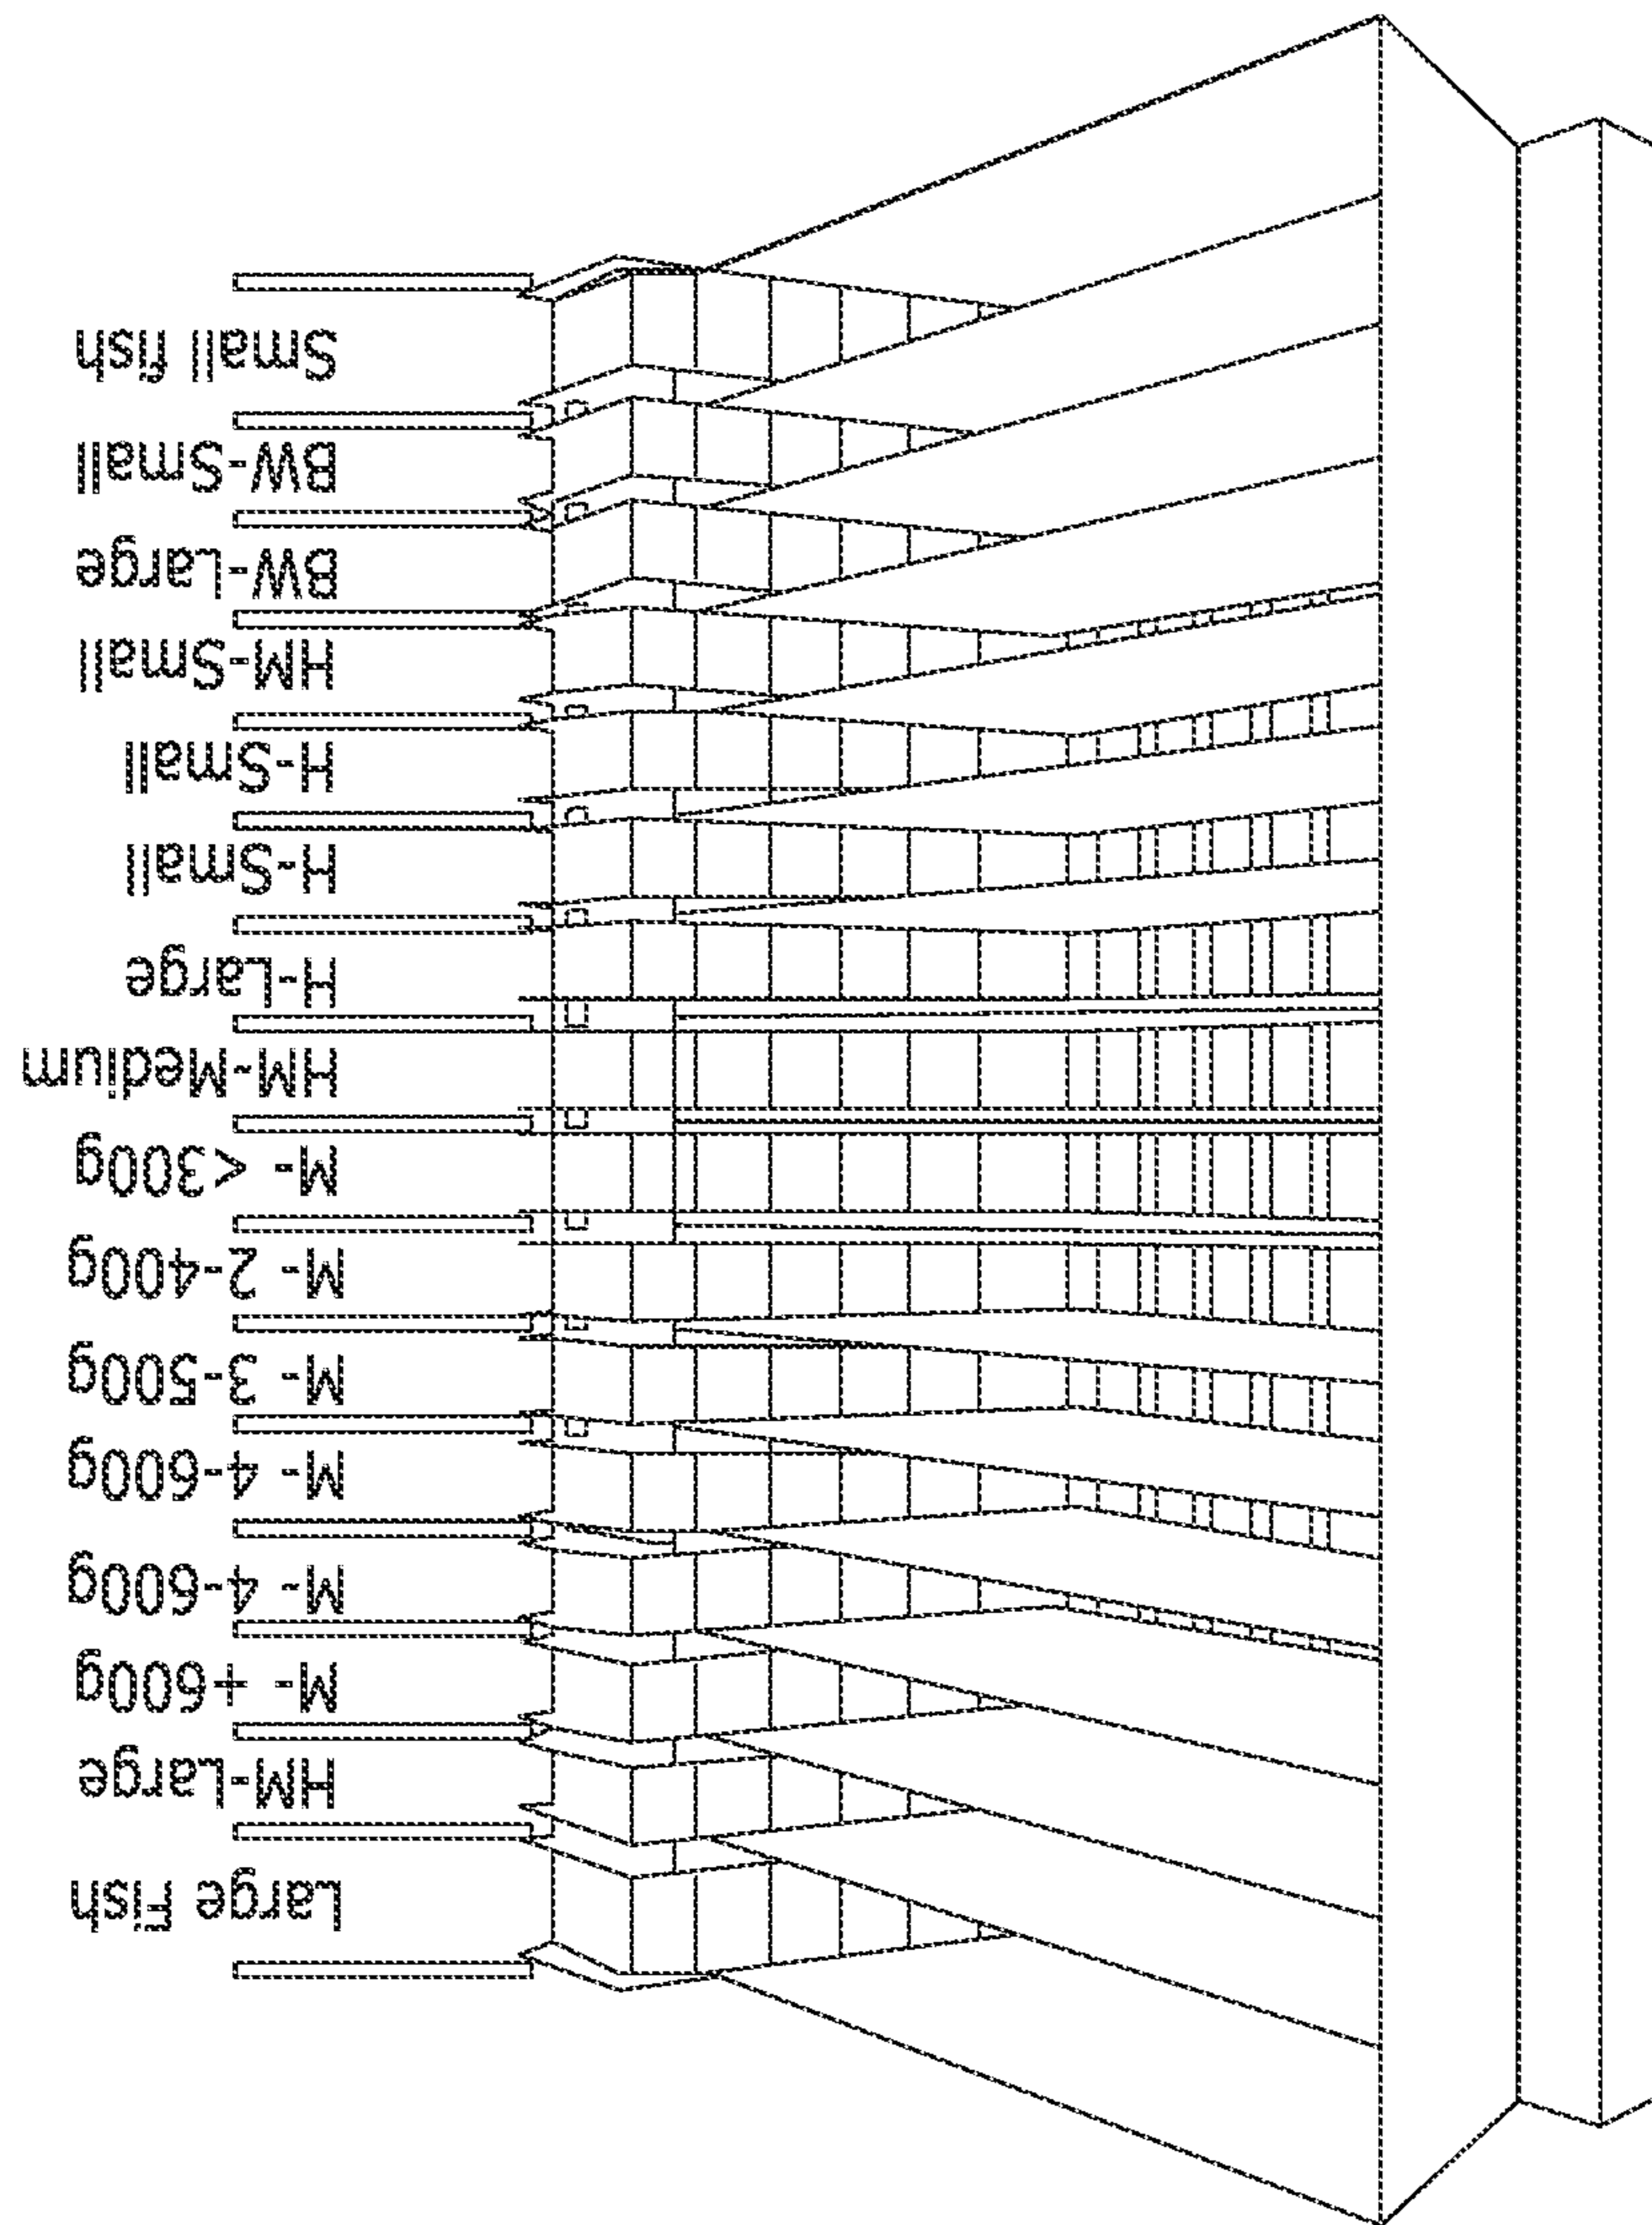 Large Fish
HM-Large
M- +600g
M- 4-600g
M- 4-600g
M- 3-500g
M- 2-400g
M- <300g
HM-Medium
H-Large
H-Small
H-Small
HM-Small
BW-Large
BW-Small
Small fish